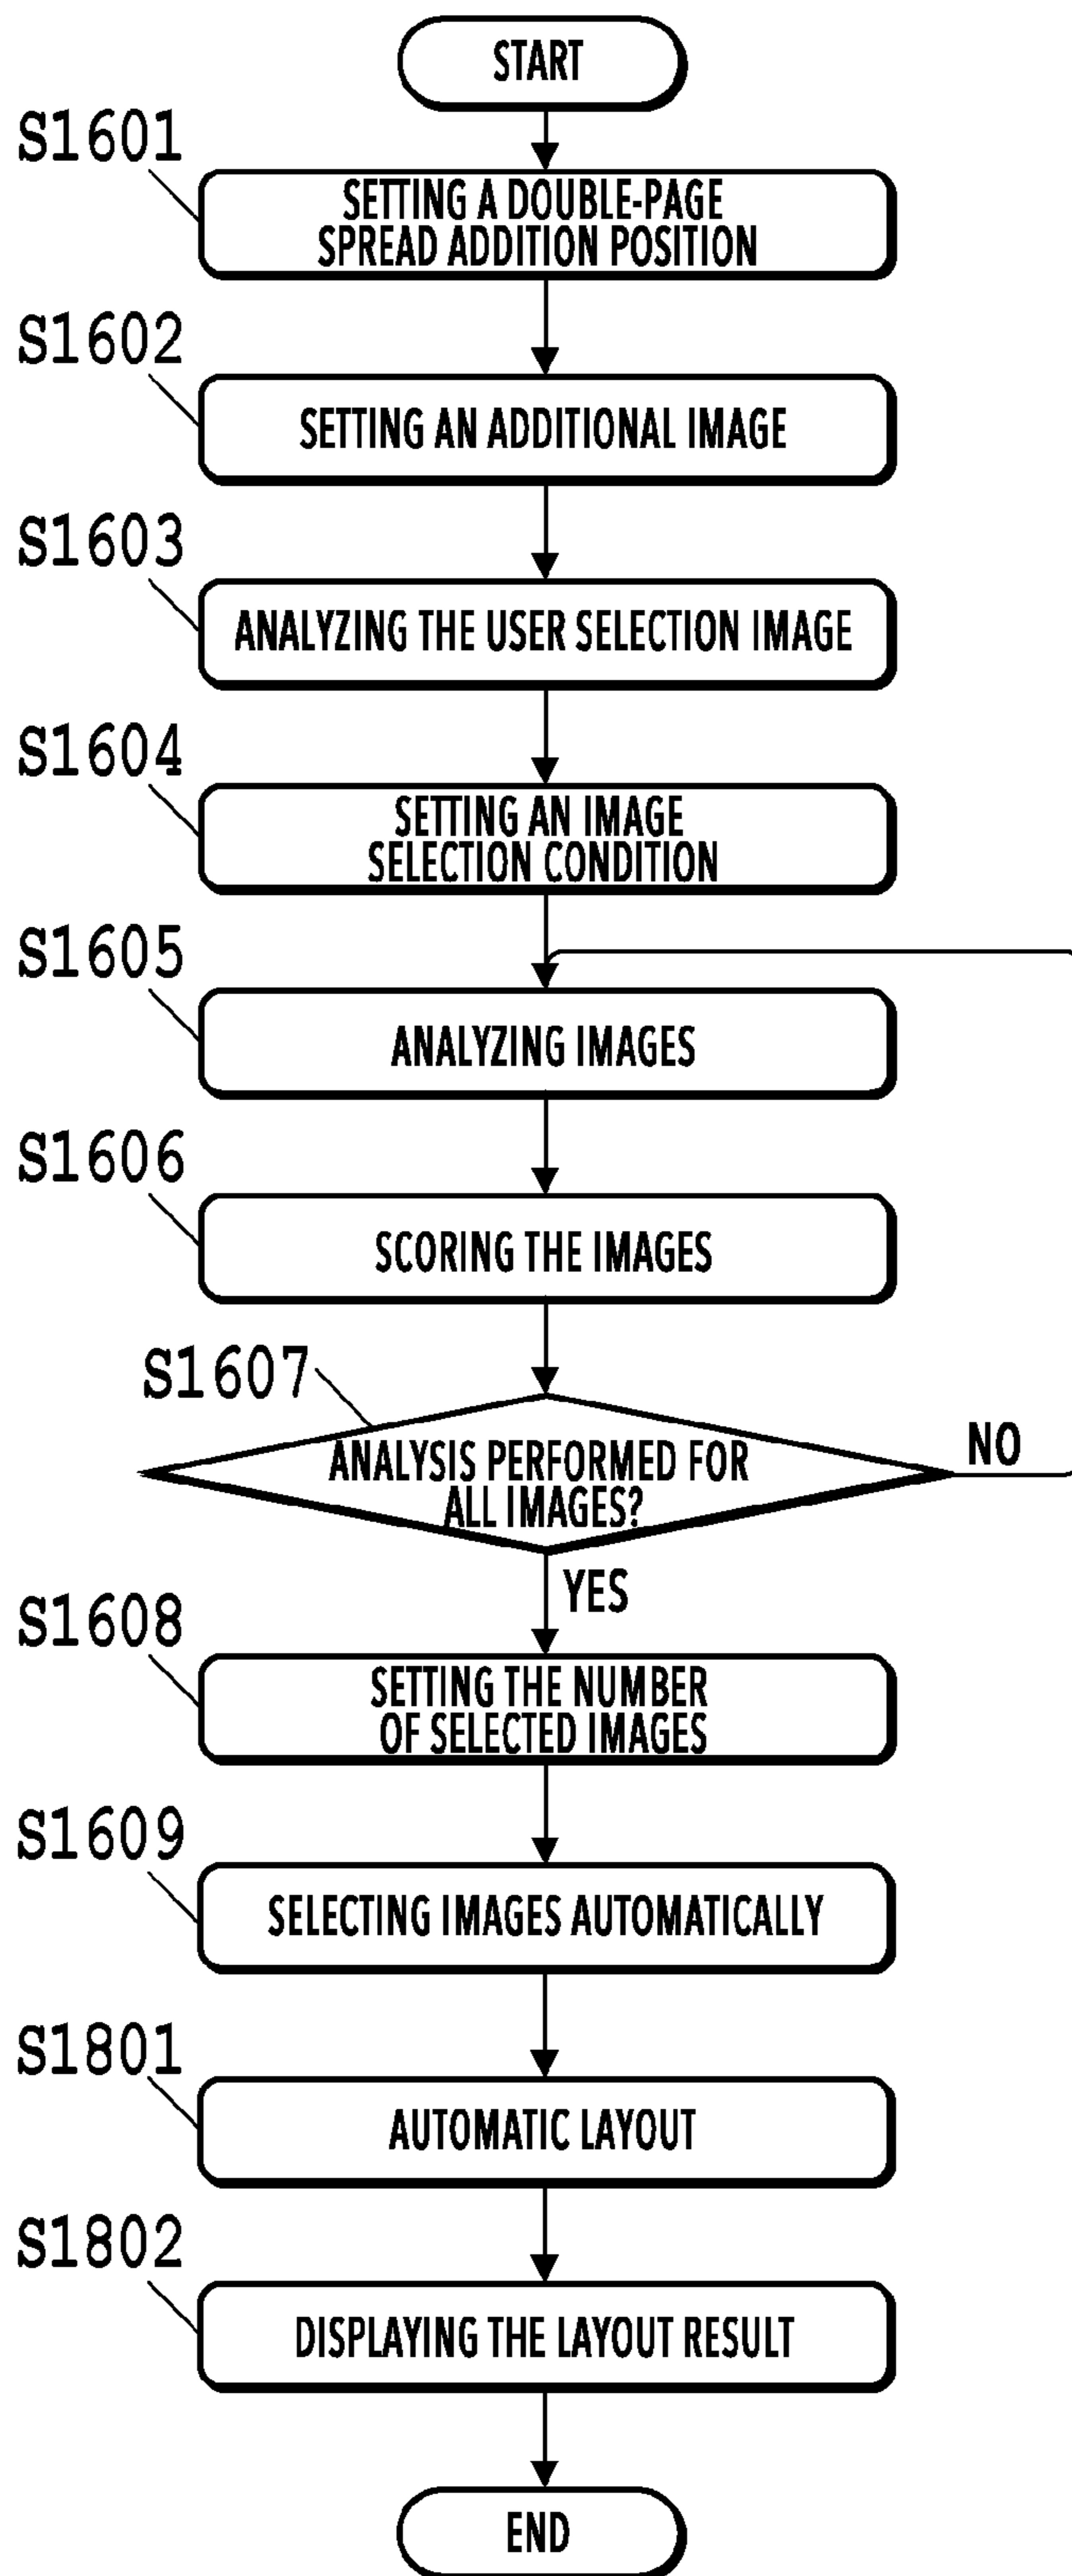 START
S1601
SETTING A DOUBLE-PAGE
SPREAD ADDITION POSITION
S1602
SETTING AN ADDITIONAL IMAGE
S1603
ANALYZING THE USER SELECTION IMAGE
S1604
SETTING AN IMAGE
SELECTION CONDITION
S1605
ANALYZING IMAGES
S1606
SCORING THE IMAGES
S1607
ANALYSIS PERFORMED FOR
ALL IMAGES?
NO
YES
S1608
SETTING THE NUMBER
OF SELECTED IMAGES
S1609
SELECTING IMAGES AUTOMATICALLY
S1801
AUTOMATIC LAYOUT
S1802
DISPLAYING THE LAYOUT RESULT
END